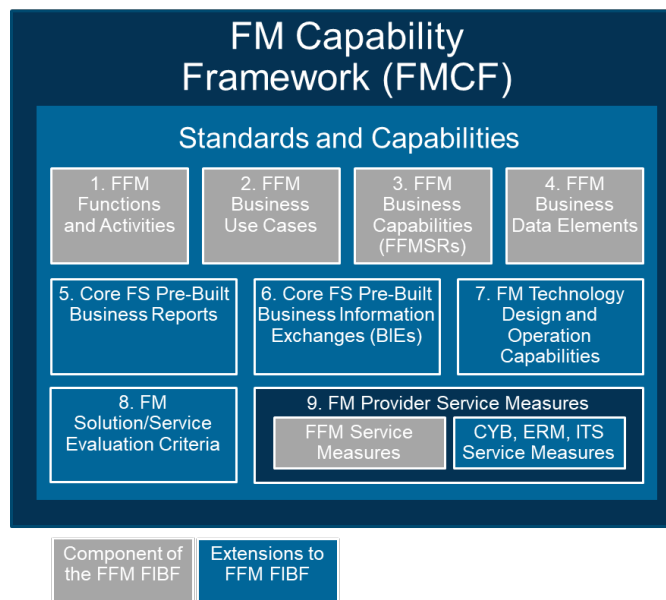 FM Capability
Framework (FMCF)
Standards and Capabilities
1. FFM
Functions
and Activities
2. FFM
Business
Use Cases
3. FFM
Business
Capabilities
(FFMSRs)
4. FFM
Business
Data Elements
5. Core FS Pre-Built
Business Reports
6. Core FS Pre-Built
Business Information
Exchanges (BIEs)
7. FM Technology
Design and
Operation
Capabilities
8. FM
Solution/Service
Evaluation Criteria
9. FM Provider Service Measures
FFM Service
Measures
CYB, ERM, ITS
Service Measures
Component of
the FFM FIBF
Extensions to
FFM FIBF